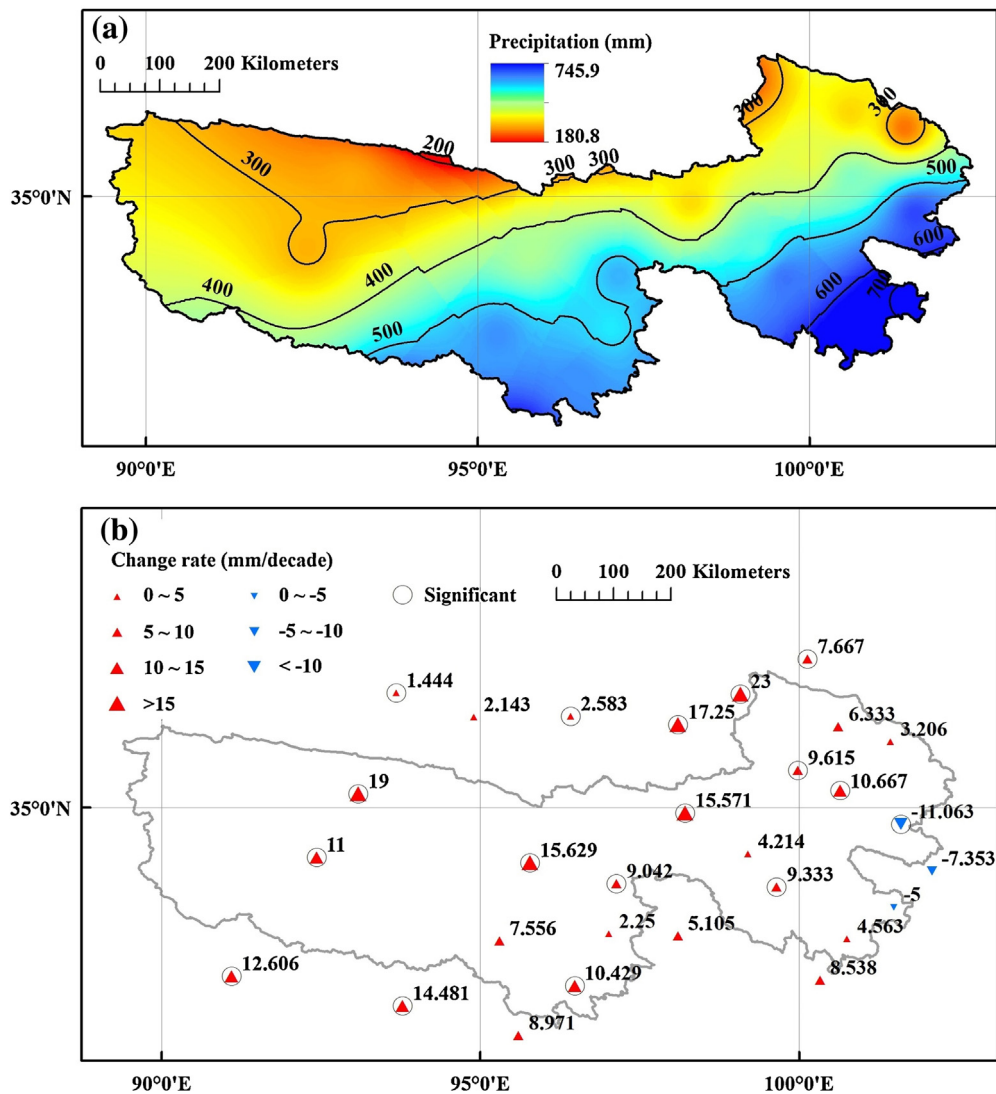 (a)
0 100 200 Kilometers
Precipitation (mm)
745.9
180.8
300
200
300
300
300
300
400
400
500
500
600
600
700
35°0'N
90°0'E 95°0'E 100°0'E
(b)
Change rate (mm/decade)
0 ~ 5
0 ~ -5
Significant
5 ~ 10
-5 ~ -10
10 ~ 15
< -10
>15
0 100 200 Kilometers
7.667
1.444
2.143
2.583
23
17.25
6.333
3.206
9.615
10.667
19
15.571
-11.063
11
15.629
4.214
-7.353
9.042
9.333
-5
7.556
2.25
5.105
4.563
12.606
10.429
8.538
14.481
8.971
35°0'N
90°0'E 95°0'E 100°0'E